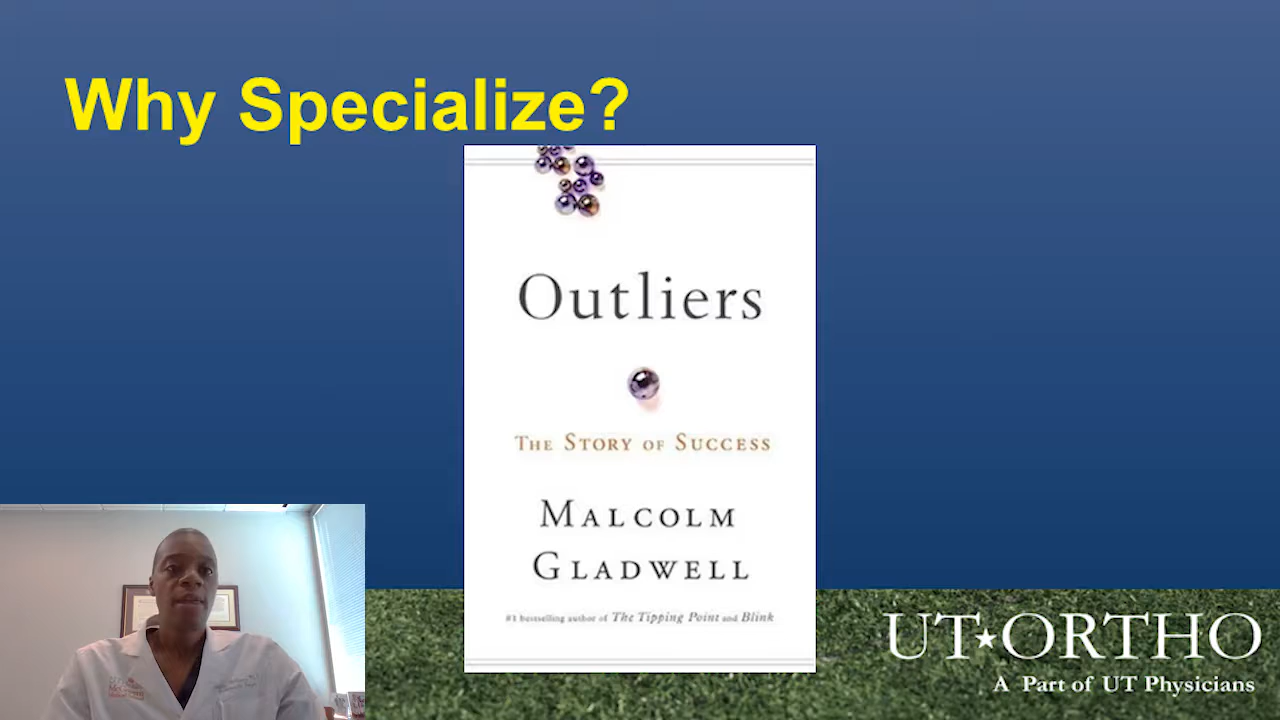 Why Specialize?
Outliers
THE STORY OF SUCCESS
MALCOLM
GLADWELL
#1 bestselling author of The Tipping Point and Blink
UT★ORTHO
A Part of UT Physicians